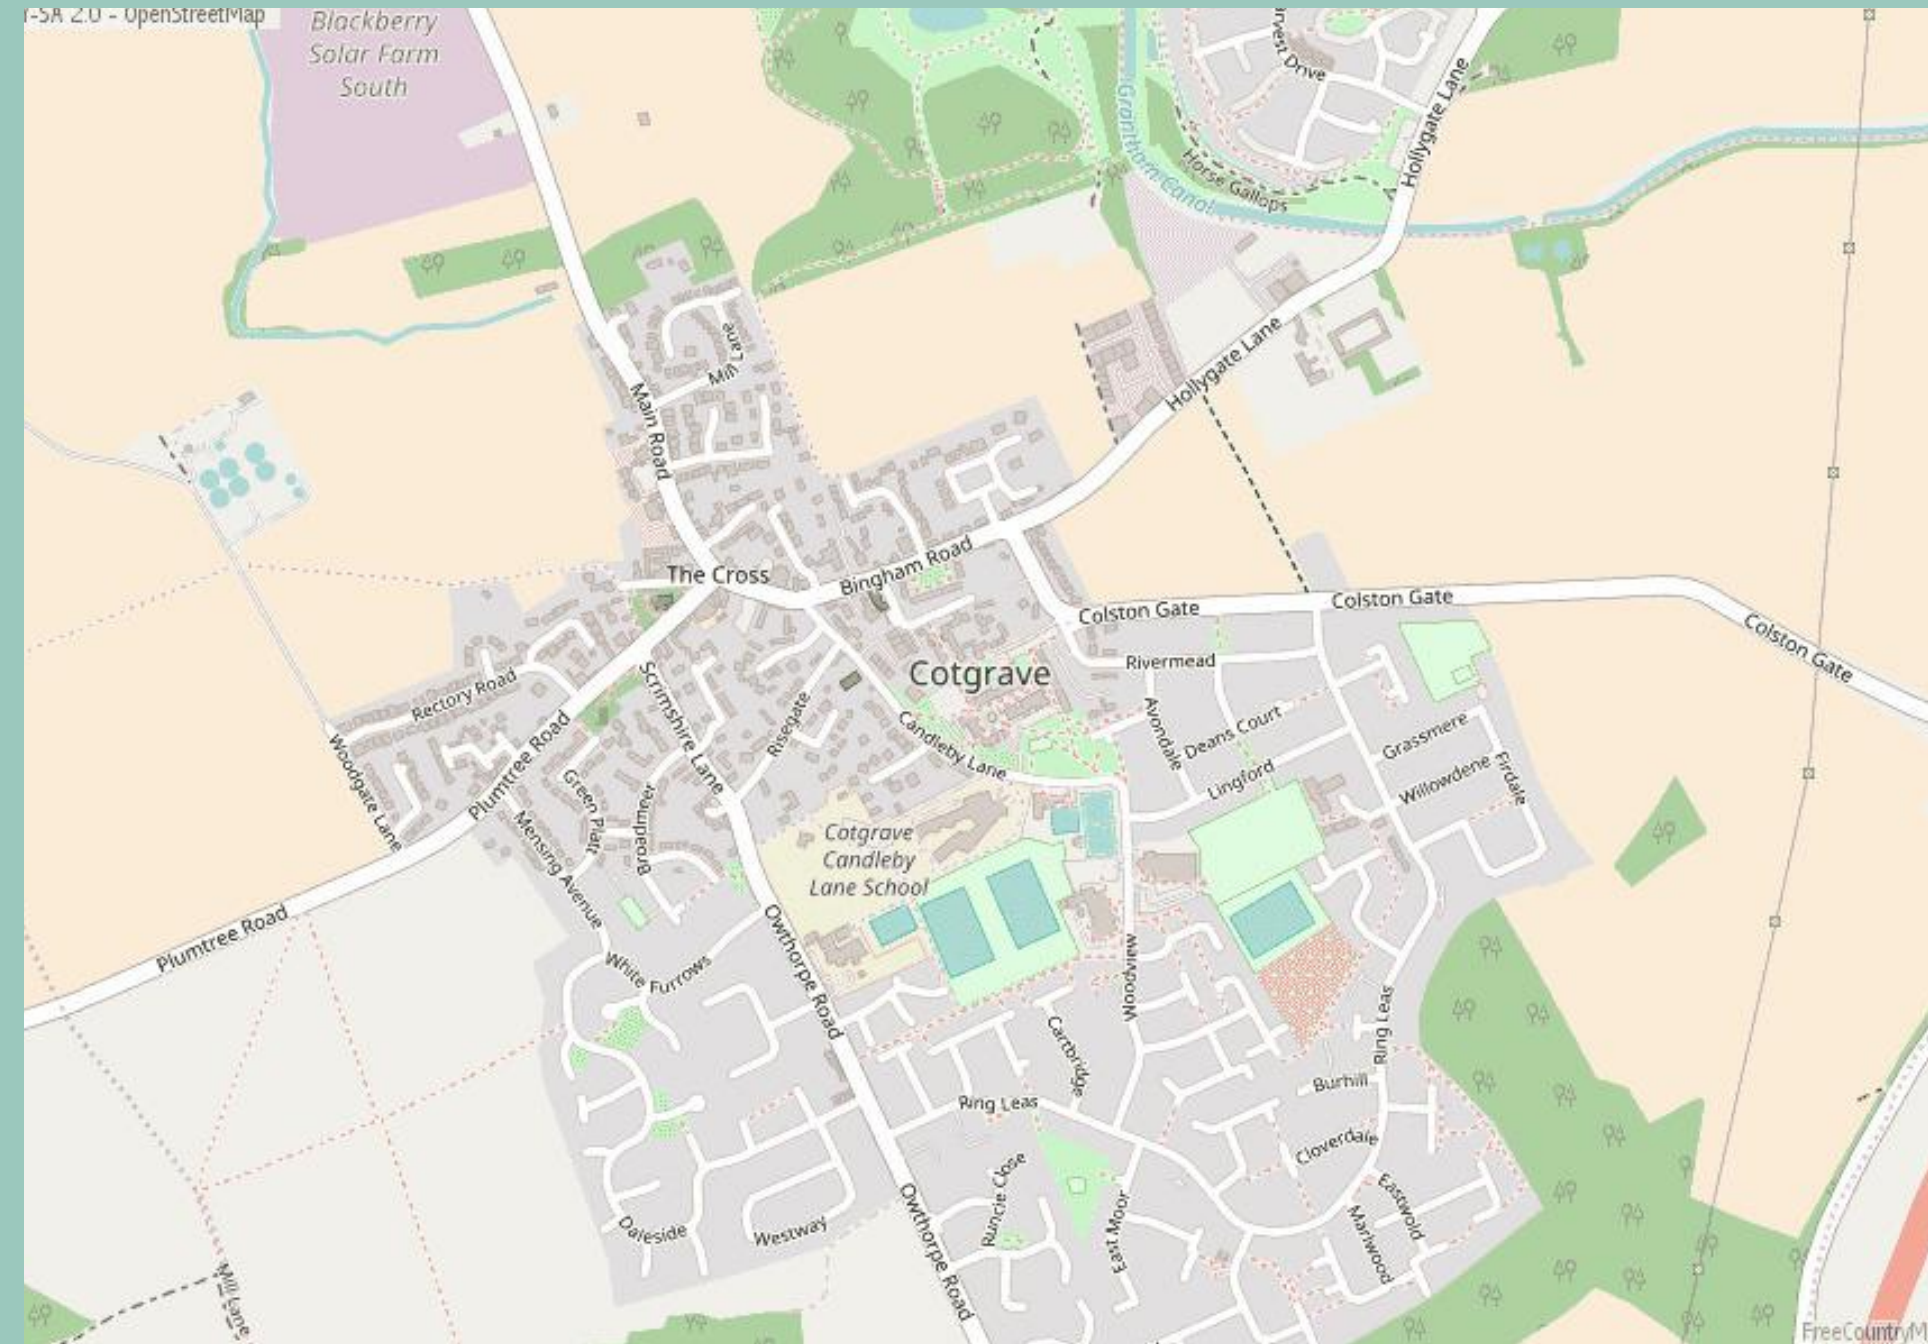 -SA 2.0 - OpenStreetMap
Blackberry
Solar Farm
South
Drive
Hollygate Lane
Grantham Canal
Horse Gallops
Hollygate Lane
Mill
Lane
Main Road
The Cross
Bingham Road
Colston Gate
Colston Gate
Colston Gate
Rivermead
Cotgrave
Rectory Road
Scrimshire Lane
Risegate
Candleby Lane
Avondale
Deans Court
Lingford
Grassmere
Willowdene
Firdale
Woodgate Lane
Plumtree Road
Green Platt
Broadmeer
Mensing Avenue
Cotgrave
Candleby
Lane School
Plumtree Road
White Furrows
Owthorpe Road
Woodview
Cartbridge
Ring Leas
Ring Leas
Burhill
Cloverdale
Eastwold
Marlwood
Runcie Close
East Moor
Daleside
Westway
Owthorpe Road
Mill Lane